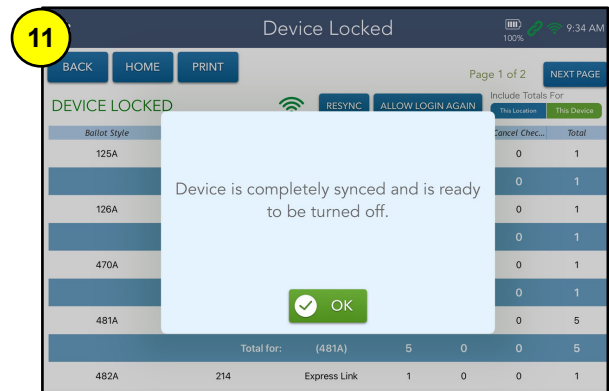 11
Device Locked
100%
9:34 AM
BACK
HOME
PRINT
Page 1 of 2
NEXT PAGE
DEVICE LOCKED
RESYNC
ALLOW LOGIN AGAIN
Include Totals For
This Location
This Device
Ballot Style
Cancel Chec...
Total
125A
0
1
0
1
Device is completely synced and is ready
to be turned off.
126A
0
1
0
1
470A
0
1
0
1
OK
481A
0
5
Total for: (481A) 5 0 0 5
482A 214 Express Link 1 0 0 1